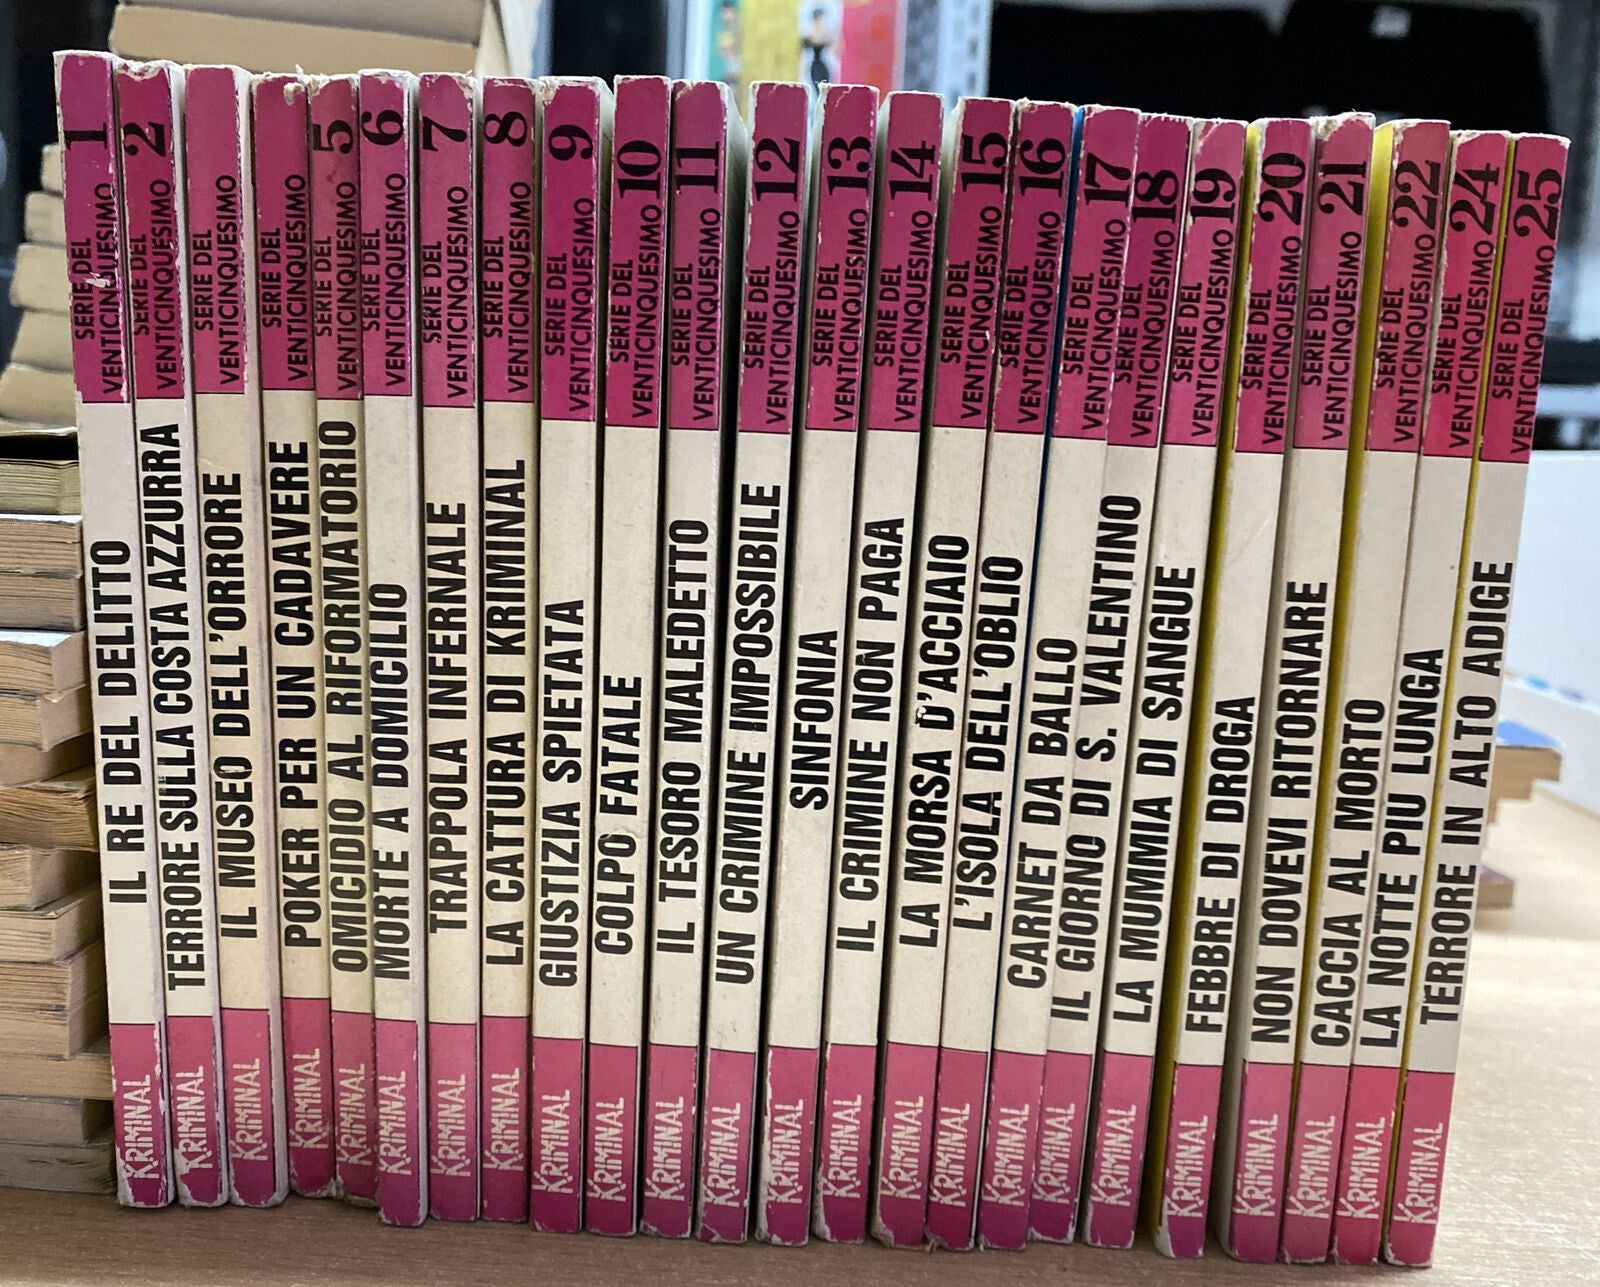 KRIMINAL
IL RE DEL DELITTO
SERIE DEL
VENTICINQUESIMO 1
KRIMINAL
TERRORE SULLA COSTA AZZURRA
SERIE DEL
VENTICINQUESIMO 2
KRIMINAL
IL MUSEO DELL'ORRORE
SERIE DEL
VENTICINQUESIMO
KRIMINAL
POKER PER UN CADAVERE
SERIE DEL
VENTICINQUESIMO
KRIMINAL
OMICIDIO AL RIFORMATORIO
SERIE DEL
VENTICINQUESIMO 5
KRIMINAL
MORTE A DOMICILIO
SERIE DEL
VENTICINQUESIMO 6
KRIMINAL
TRAPPOLA INFERNALE
SERIE DEL
VENTICINQUESIMO 7
KRIMINAL
LA CATTURA DI KRIMINAL
SERIE DEL
VENTICINQUESIMO 8
KRIMINAL
GIUSTIZIA SPIETATA
SERIE DEL
VENTICINQUESIMO 9
KRIMINAL
COLPO FATALE
SERIE DEL
VENTICINQUESIMO 10
KRIMINAL
IL TESORO MALEDETTO
SERIE DEL
VENTICINQUESIMO 11
KRIMINAL
UN CRIMINE IMPOSSIBILE
SERIE DEL
VENTICINQUESIMO 12
KRIMINAL
SINFONIA
SERIE DEL
VENTICINQUESIMO 13
KRIMINAL
IL CRIMINE NON PAGA
SERIE DEL
VENTICINQUESIMO 14
KRIMINAL
LA MORSA D'ACCIAIO
SERIE DEL
VENTICINQUESIMO 15
KRIMINAL
L'ISOLA DELL'OBLIO
SERIE DEL
VENTICINQUESIMO 16
KRIMINAL
CARNET DA BALLO
SERIE DEL
VENTICINQUESIMO 17
KRIMINAL
IL GIORNO DI S. VALENTINO
SERIE DEL
VENTICINQUESIMO 18
KRIMINAL
LA MUMMIA DI SANGUE
SERIE DEL
VENTICINQUESIMO 19
KRIMINAL
FEBBRE DI DROGA
SERIE DEL
VENTICINQUESIMO 20
KRIMINAL
NON DOVEVI RITORNARE
SERIE DEL
VENTICINQUESIMO 21
KRIMINAL
CACCIA AL MORTO
SERIE DEL
VENTICINQUESIMO 22
KRIMINAL
LA NOTTE PIU LUNGA
SERIE DEL
VENTICINQUESIMO 24
KRIMINAL
TERRORE IN ALTO ADIGE
SERIE DEL
VENTICINQUESIMO 25